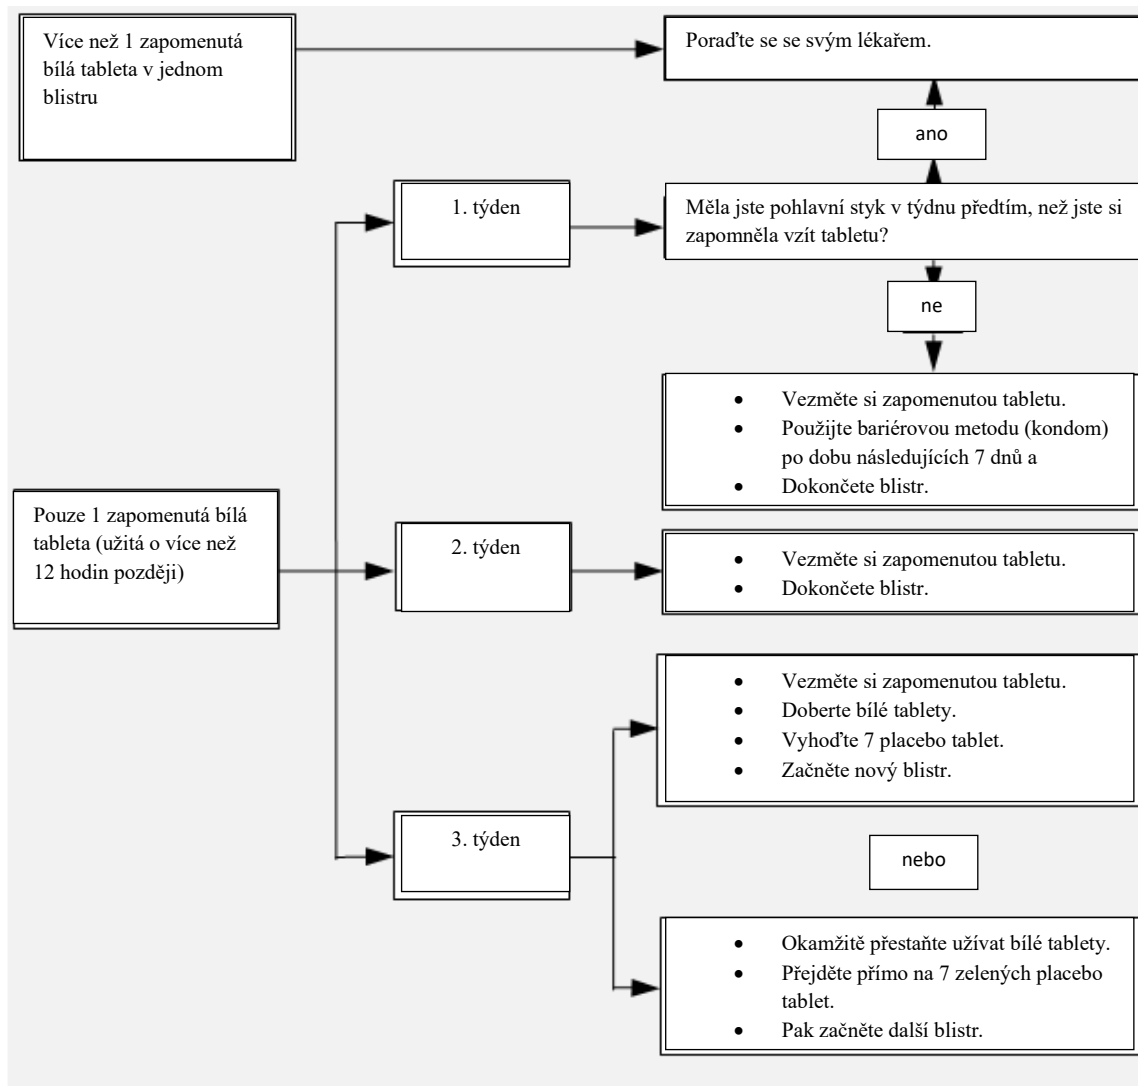 Více než 1 zapomenutá
bílá tableta v jednom
blistru
Poraďte se se svým lékařem.
ano
1. týden
Měla jste pohlavní styk v týdnu předtím, než jste si
zapomněla vzít tabletu?
ne
• Vezměte si zapomenutou tabletu.
• Použijte bariérovou metodu (kondom)
po dobu následujících 7 dnů a
• Dokončete blistr.
Pouze 1 zapomenutá bílá
tableta (užitá o více než
12 hodin později)
2. týden
• Vezměte si zapomenutou tabletu.
• Dokončete blistr.
• Vezměte si zapomenutou tabletu.
• Doberte bílé tablety.
• Vyhoďte 7 placebo tablet.
• Začněte nový blistr.
3. týden
nebo
• Okamžitě přestaňte užívat bílé tablety.
• Přejděte přímo na 7 zelených placebo
tablet.
• Pak začněte další blistr.